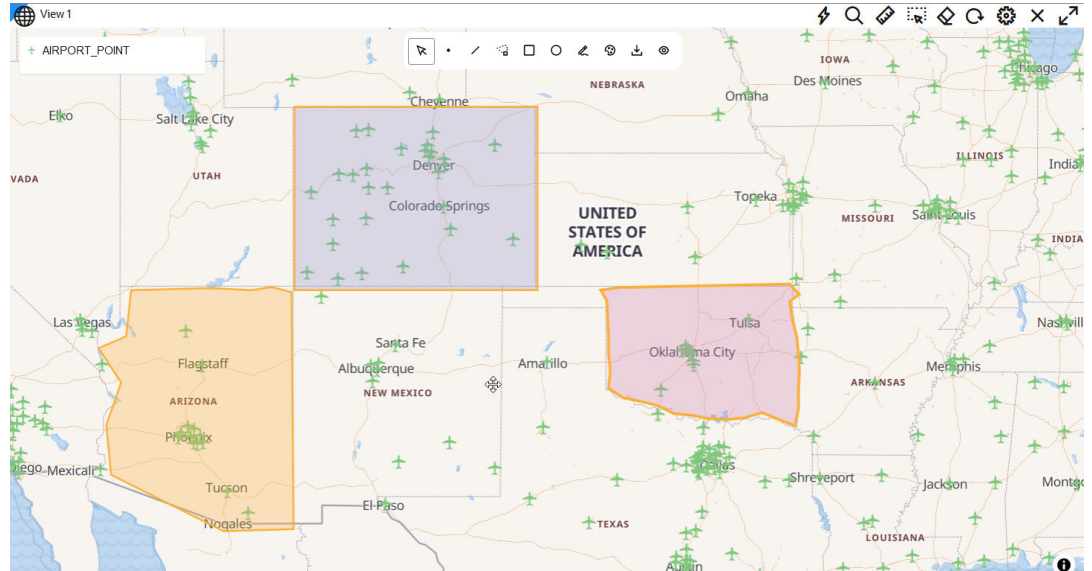 View 1
AIRPORT_POINT
IOWA
Chicago
Des Moines
NEBRASKA
Omaha
Cheyenne
Elko
Salt Lake City
ILLINOIS
Denver
India
VADA
UTAH
Topeka
Colorado Springs
MISSOURI
Saint Louis
UNITED
STATES OF
AMERICA
INDIA
Las Vegas
Tulsa
Nashvill
Santa Fe
Oklahoma City
Flagstaff
Albuquerque
Amarillo
Memphis
ARKANSAS
NEW MEXICO
ARIZONA
Phoenix
Dallas
iego
Mexicali
Shreveport
Jackson
Montgo
Tucson
El Paso
Nogales
TEXAS
LOUISIANA
Austin